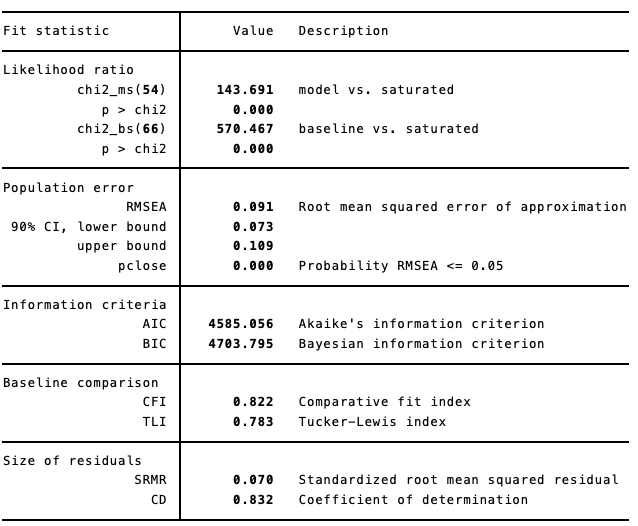 Fit statistic Value Description
Likelihood ratio
chi2_ms(54) 143.691 model vs. saturated
p > chi2 0.000
chi2_bs(66) 570.467 baseline vs. saturated
p > chi2 0.000
Population error
RMSEA 0.091 Root mean squared error of approximation
90% CI, lower bound 0.073
upper bound 0.109
pclose 0.000 Probability RMSEA <= 0.05
Information criteria
AIC 4585.056 Akaike's information criterion
BIC 4703.795 Bayesian information criterion
Baseline comparison
CFI 0.822 Comparative fit index
TLI 0.783 Tucker–Lewis index
Size of residuals
SRMR 0.070 Standardized root mean squared residual
CD 0.832 Coefficient of determination